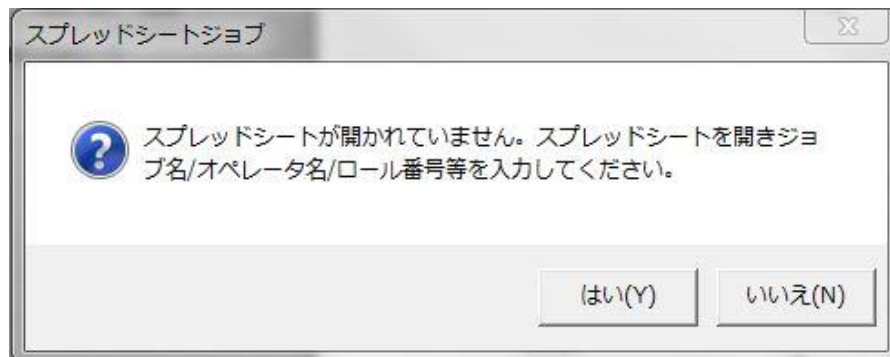 スプレッドシートジョブ
スプレッドシートが開かれていません。スプレッドシートを開きジョ
ブ名/オペレータ名/ロール番号等を入力してください。
はい(Y)
いいえ(N)